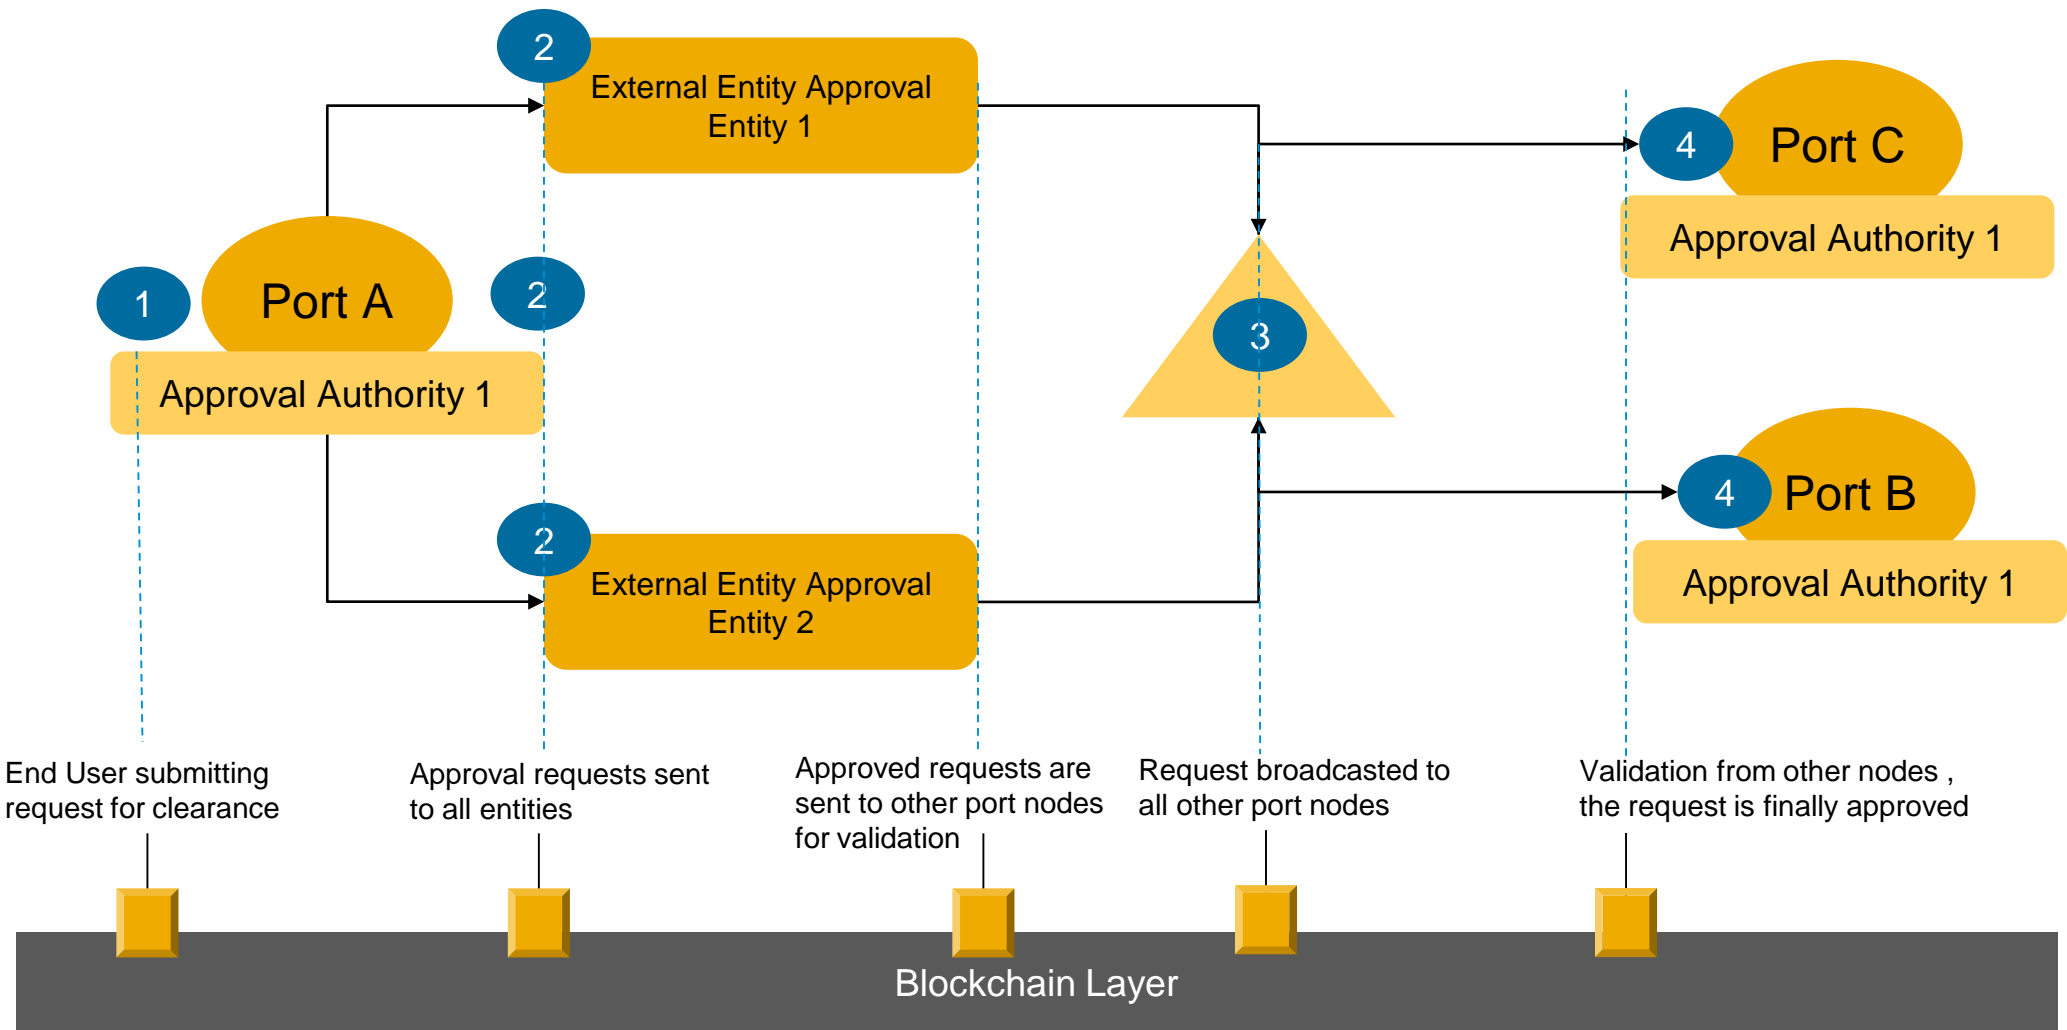 2
External Entity Approval
Entity 1
4
Port C
Approval Authority 1
1
Port A
2
3
Approval Authority 1
2
External Entity Approval
Entity 2
4
Port B
Approval Authority 1
End User submitting
request for clearance
Approval requests sent
to all entities
Approved requests are
sent to other port nodes
for validation
Request broadcasted to
all other port nodes
Validation from other nodes ,
the request is finally approved
Blockchain Layer